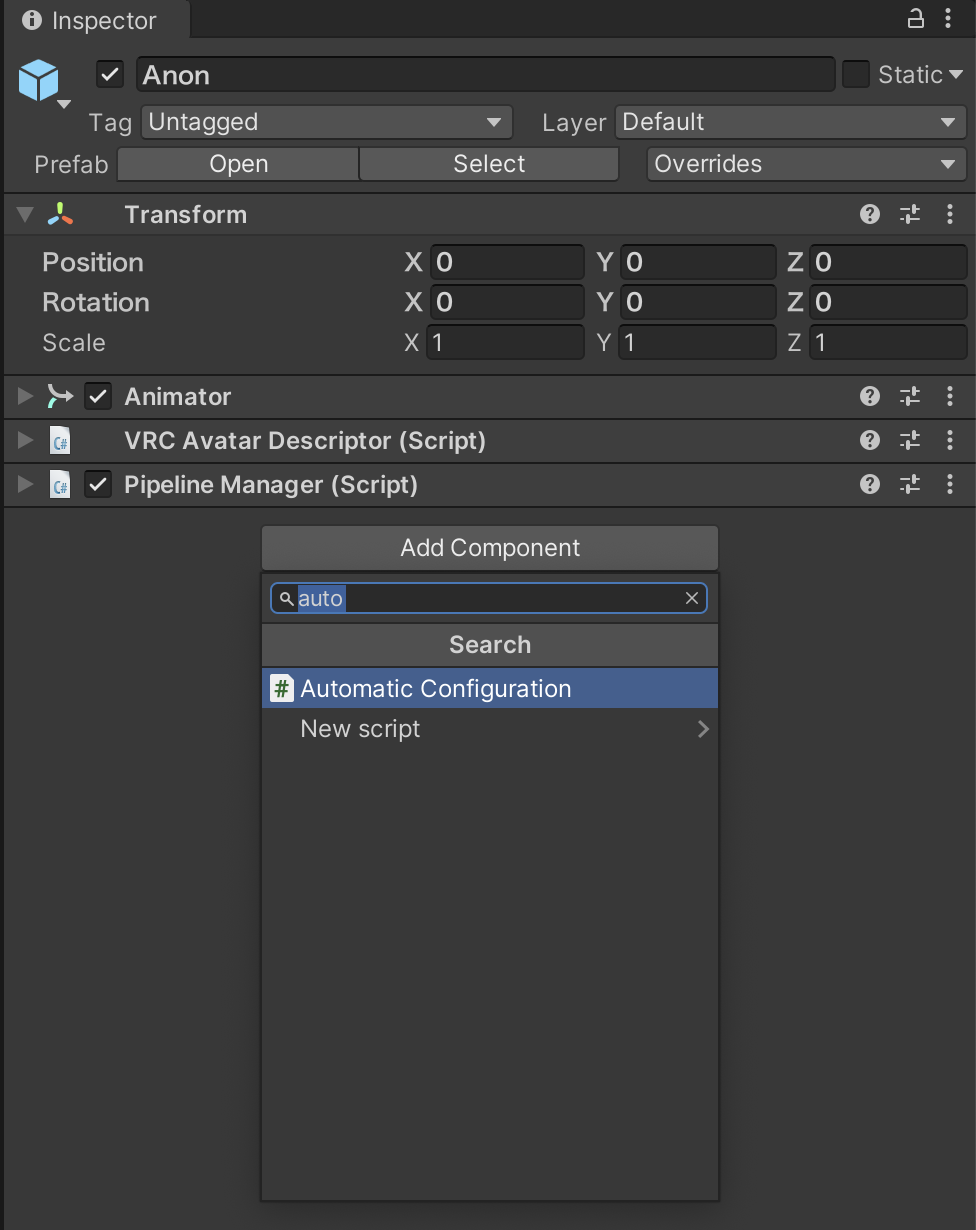 Inspector
Anon
Static
Tag Untagged Layer Default
Prefab Open Select Overrides
Transform
Position X 0 Y 0 Z 0
Rotation X 0 Y 0 Z 0
Scale X 1 Y 1 Z 1
Animator
C# VRC Avatar Descriptor (Script)
C# Pipeline Manager (Script)
Add Component
auto
Search
# Automatic Configuration
New script